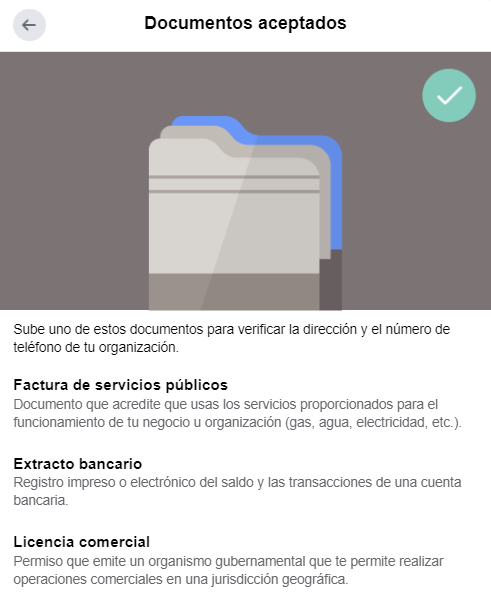 Documentos aceptados
Sube uno de estos documentos para verificar la dirección y el número de
teléfono de tu organización.
Factura de servicios públicos
Documento que acredite que usas los servicios proporcionados para el
funcionamiento de tu negocio u organización (gas, agua, electricidad, etc.).
Extracto bancario
Registro impreso o electrónico del saldo y las transacciones de una cuenta
bancaria.
Licencia comercial
Permiso que emite un organismo gubernamental que te permite realizar
operaciones comerciales en una jurisdicción geográfica.